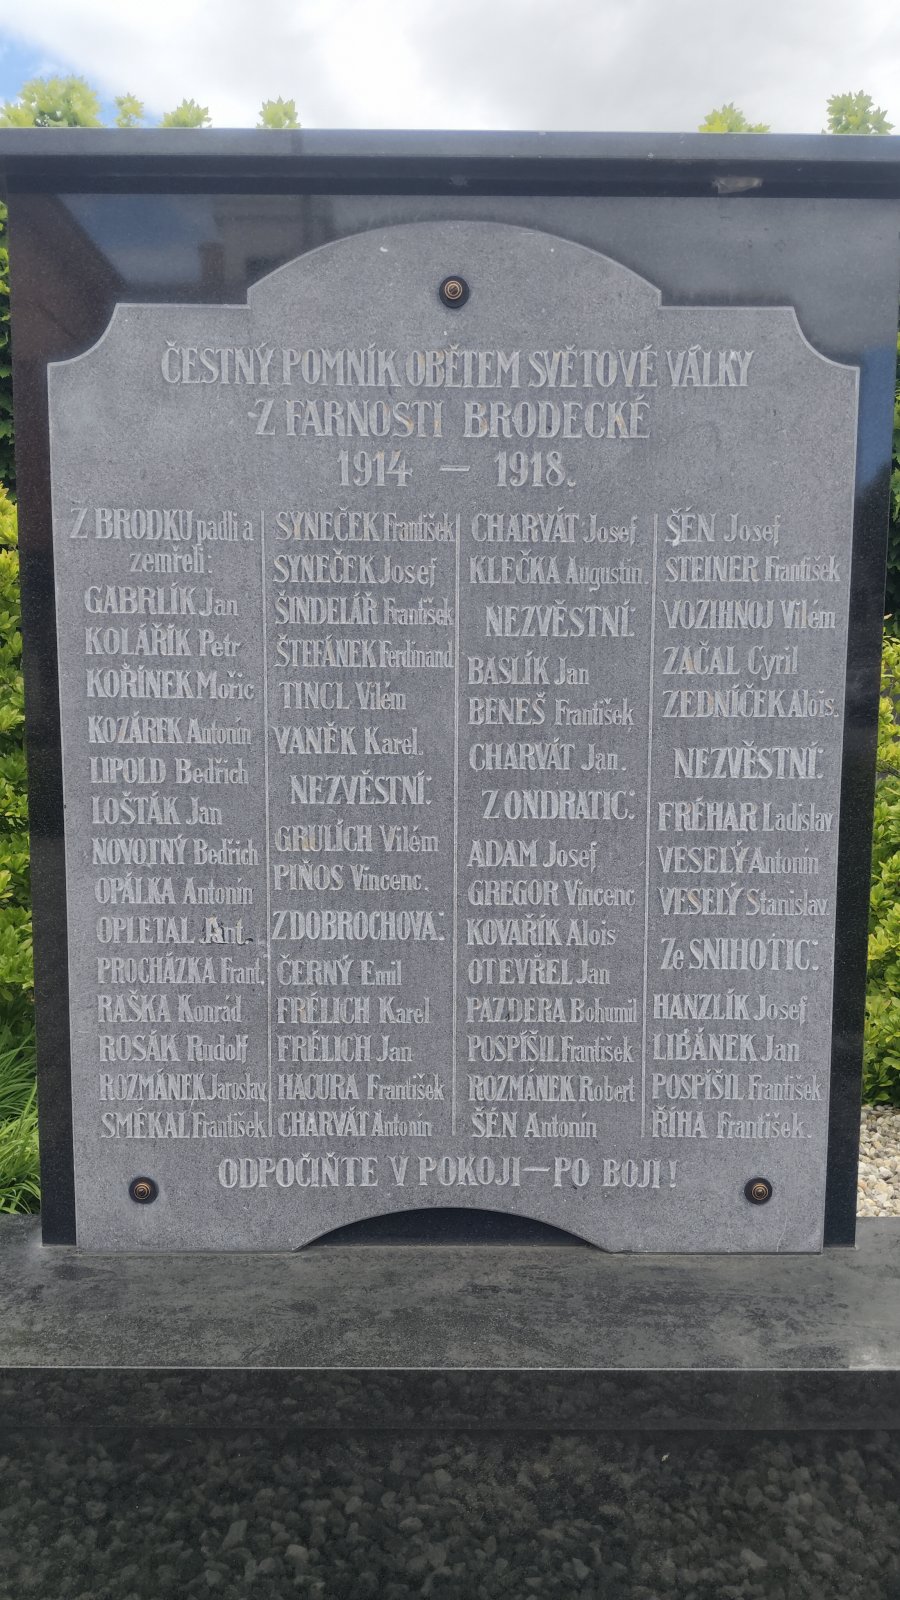 ČESTNÝ POMNÍK OBĚTEM SVĚTOVÉ VÁLKY
Z FARNOSTI BRODECKÉ
1914 — 1918.
Z BRODKU padli a
zemřeli:
GABRLÍK Jan
KOLÁŘÍK Petr
KOŘÍNEK Mořic
KOZÁREK Antonín
LIPOLD Bedřich
LOŠTÁK Jan
NOVOTNÝ Bedřich
OPÁLKA Antonín
OPLETAL Ant.
PROCHÁZKA Frant.
RAŠKA Konrád
ROSÁK Rudolf
ROZMÁNEK Jaroslav
SMÉKAL František
SYNEČEK František
SYNEČEK Josef
ŠINDELÁŘ František
ŠTEFÁNEK Ferdinand
TINCL Vilém
VANĚK Karel.
NEZVĚSTNÍ:
GRULÍCH Vilém
PIŇOS Vincenc.
Z DOBROCHOVA:
ČERNÝ Emil
FRÉLICH Karel
FRÉLICH Jan
HACURA František
CHARVÁT Antonín
CHARVÁT Josef
KLEČKA Augustin.
NEZVĚSTNÍ:
BASLÍK Jan
BENEŠ František
CHARVÁT Jan.
Z ONDRATIC:
ADAM Josef
GREGOR Vincenc
KOVAŘÍK Alois
OTEVŘEL Jan
PAZDERA Bohumil
POSPÍŠIL František
ROZMÁNEK Robert
ŠÉN Antonín
ŠÉN Josef
STEINER František
VOZIHNOJ Vilém
ZAČAL Cyril
ZEDNÍČEK Alois.
NEZVĚSTNÍ:
FRÉHAR Ladislav
VESELÝ Antonín
VESELÝ Stanislav.
Ze SNIHOTIC:
HANZLÍK Josef
LIBÁNEK Jan
POSPÍŠIL František
ŘÍHA František.
ODPOČIŇTE V POKOJI — PO BOJI!